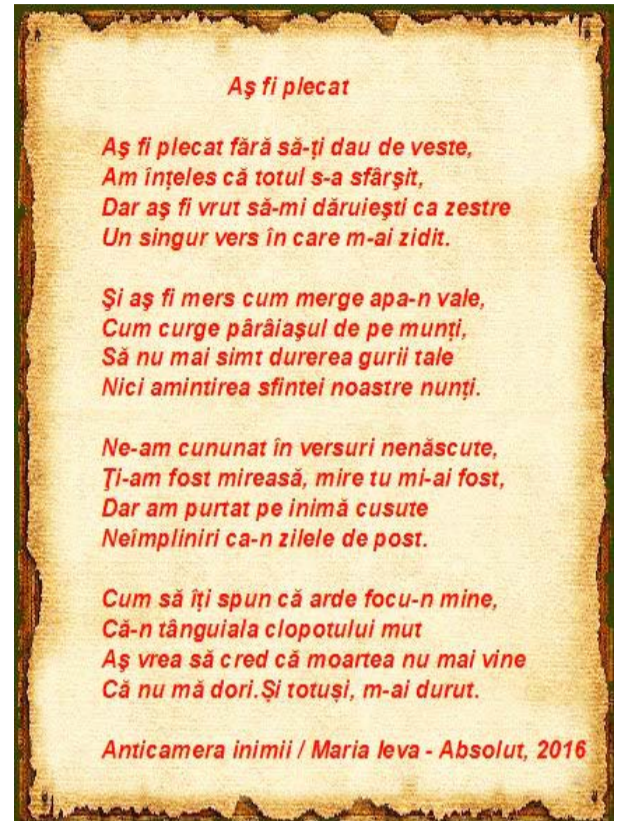 Aş fi plecat
Aş fi plecat fără să-ţi dau de veste,
Am înţeles că totul s-a sfârşit,
Dar aş fi vrut să-mi dăruieşti ca zestre
Un singur vers în care m-ai zidit.
Şi aş fi mers cum merge apa-n vale,
Cum curge pârâiaşul de pe munţi,
Să nu mai simt durerea gurii tale
Nici amintirea sfintei noastre nunţi.
Ne-am cununat în versuri nenăscute,
Ţi-am fost mireasă, mire tu mi-ai fost,
Dar am purtat pe inimă cusute
Neîmpliniri ca-n zilele de post.
Cum să îţi spun că arde focu-n mine,
Că-n tânguiala clopotului mut
Aş vrea să cred că moartea nu mai vine
Că nu mă dori.Și totuși, m-ai durut.
Anticamera inimii / Maria Ieva - Absolut, 2016